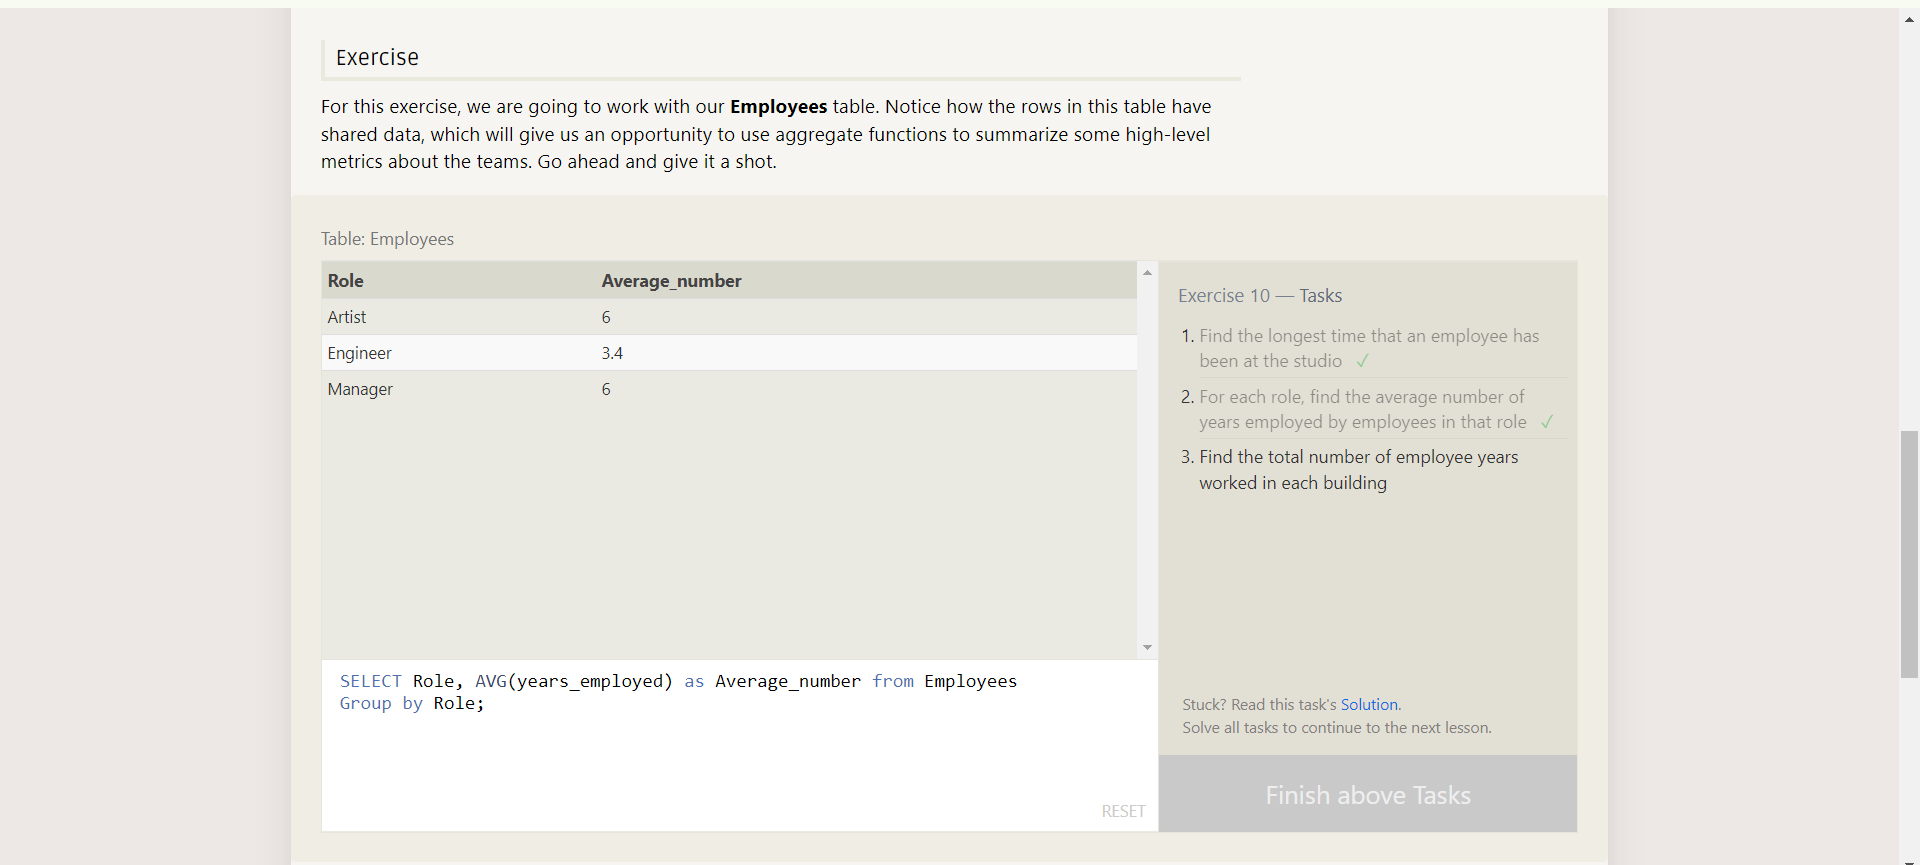 Exercise
For this exercise, we are going to work with our Employees table. Notice how the rows in this table have
shared data, which will give us an opportunity to use aggregate functions to summarize some high-level
metrics about the teams. Go ahead and give it a shot.
Table: Employees
Role Average_number
Artist 6
Engineer 3.4
Manager 6
SELECT Role, AVG(years_employed) as Average_number from Employees
Group by Role;
RESET
Exercise 10 — Tasks
1. Find the longest time that an employee has
been at the studio ✓
2. For each role, find the average number of
years employed by employees in that role ✓
3. Find the total number of employee years
worked in each building
Stuck? Read this task's Solution.
Solve all tasks to continue to the next lesson.
Finish above Tasks